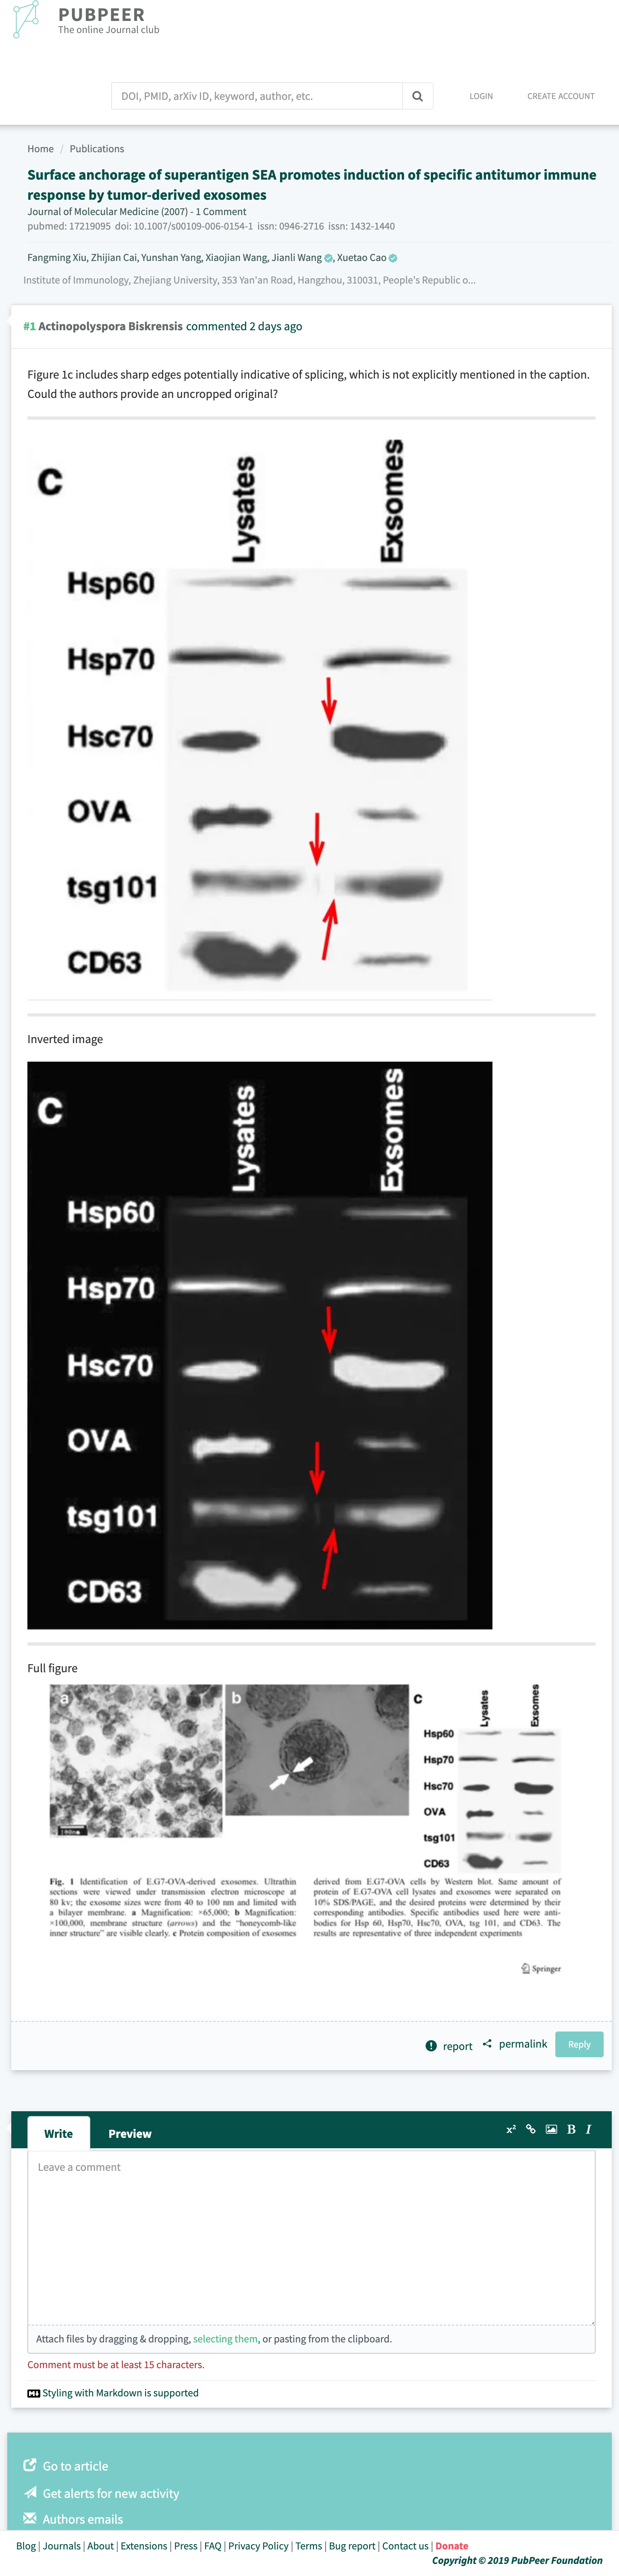 PUBPEER
The online Journal club
DOI, PMID, arXiv ID, keyword, author, etc.
LOGIN
CREATE ACCOUNT
Home / Publications
Surface anchorage of superantigen SEA promotes induction of specific antitumor immune
response by tumor-derived exosomes
Journal of Molecular Medicine (2007) - 1 Comment
pubmed: 17219095 doi: 10.1007/s00109-006-0154-1 issn: 0946-2716 issn: 1432-1440
Fangming Xiu, Zhijian Cai, Yunshan Yang, Xiaojian Wang, Jianli Wang, Xuetao Cao
Institute of Immunology, Zhejiang University, 353 Yan'an Road, Hangzhou, 310031, People's Republic o...
#1 Actinopolyspora Biskrensis commented 2 days ago
Figure 1c includes sharp edges potentially indicative of splicing, which is not explicitly mentioned in the caption.
Could the authors provide an uncropped original?
C
Lysates
Exsomes
Hsp60
Hsp70
Hsc70
OVA
tsg101
CD63
Inverted image
C
Lysates
Exsomes
Hsp60
Hsp70
Hsc70
OVA
tsg101
CD63
Full figure
a
b
C
Lysates
Exsomes
Hsp60
Hsp70
Hsc70
OVA
tsg101
CD63
Fig. 1 Identification of E.G7-OVA-derived exosomes. Ultrathin
sections were viewed under transmission electron microscope at
80 kv; the exosome sizes were from 40 to 100 nm and limited with
a bilayer membrane. a Magnification: ×65,000; b Magnification:
×100,000, membrane structure (arrows) and the “honeycomb-like
inner structure” are visible clearly. c Protein composition of exosomes
derived from E.G7-OVA cells by Western blot. Same amount of
protein of E.G7-OVA cell lysates and exosomes were separated on
10% SDS/PAGE, and the desired proteins were determined by their
corresponding antibodies. Specific antibodies used here were anti-
bodies for Hsp 60, Hsp70, Hsc70, OVA, tsg 101, and CD63. The
results are representative of three independent experiments
Springer
report
permalink
Reply
Write
Preview
x²
B
I
Leave a comment
Attach files by dragging & dropping, selecting them, or pasting from the clipboard.
Comment must be at least 15 characters.
Styling with Markdown is supported
Go to article
Get alerts for new activity
Authors emails
Blog | Journals | About | Extensions | Press | FAQ | Privacy Policy | Terms | Bug report | Contact us | Donate
Copyright © 2019 PubPeer Foundation